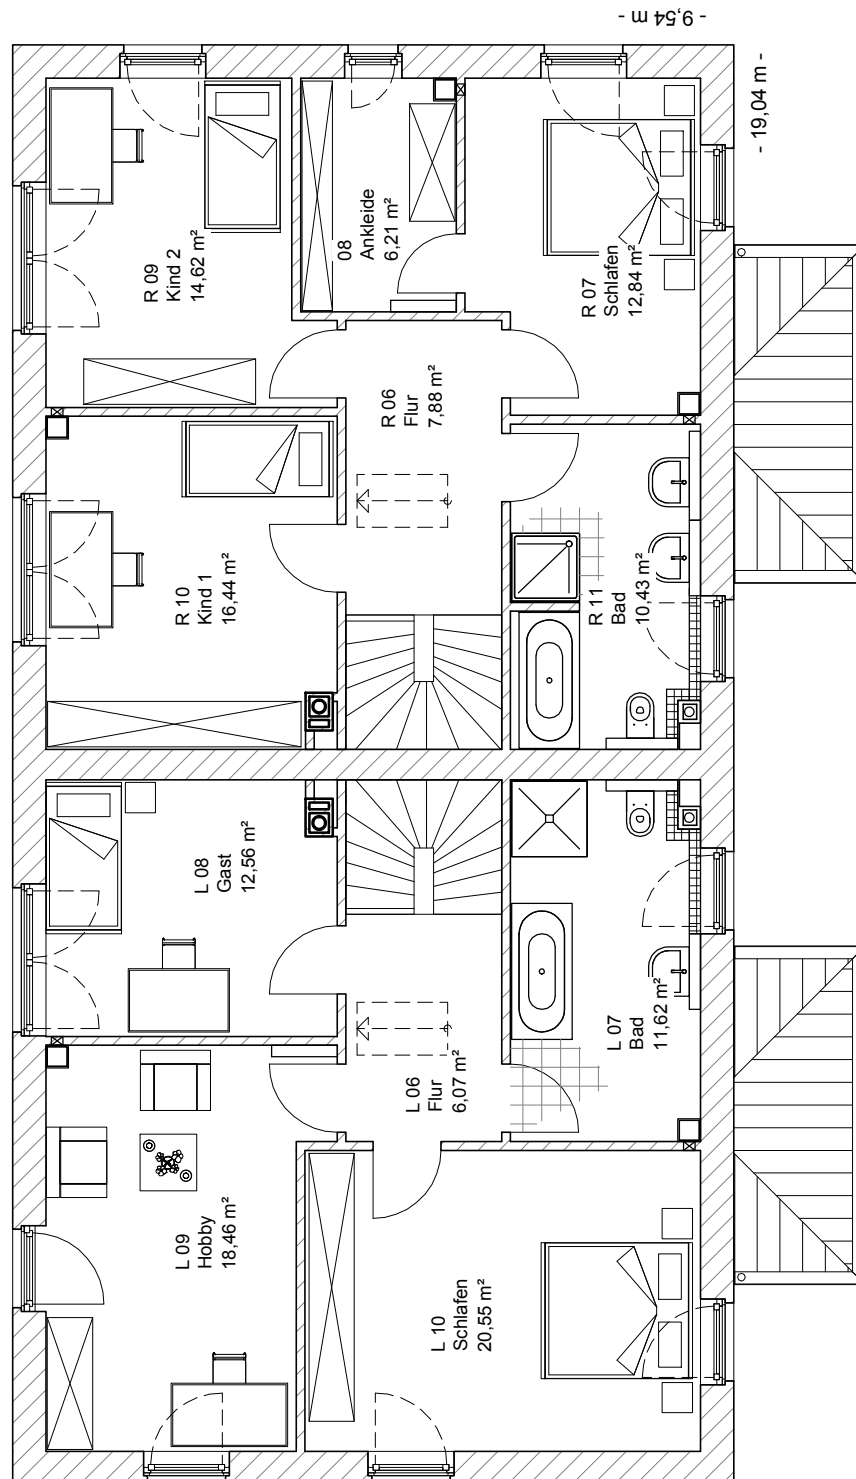 - 9,54 m -
- 19,04 m -
R 09
Kind 2
14,62 m²
08
Ankleide
6,21 m²
R 07
Schlafen
12,84 m²
R 06
Flur
7,88 m²
R 10
Kind 1
16,44 m²
R 11
Bad
10,43 m²
L 08
Gast
12,56 m²
L 06
Flur
6,07 m²
L 07
Bad
11,62 m²
L 09
Hobby
18,46 m²
L 10
Schlafen
20,55 m²